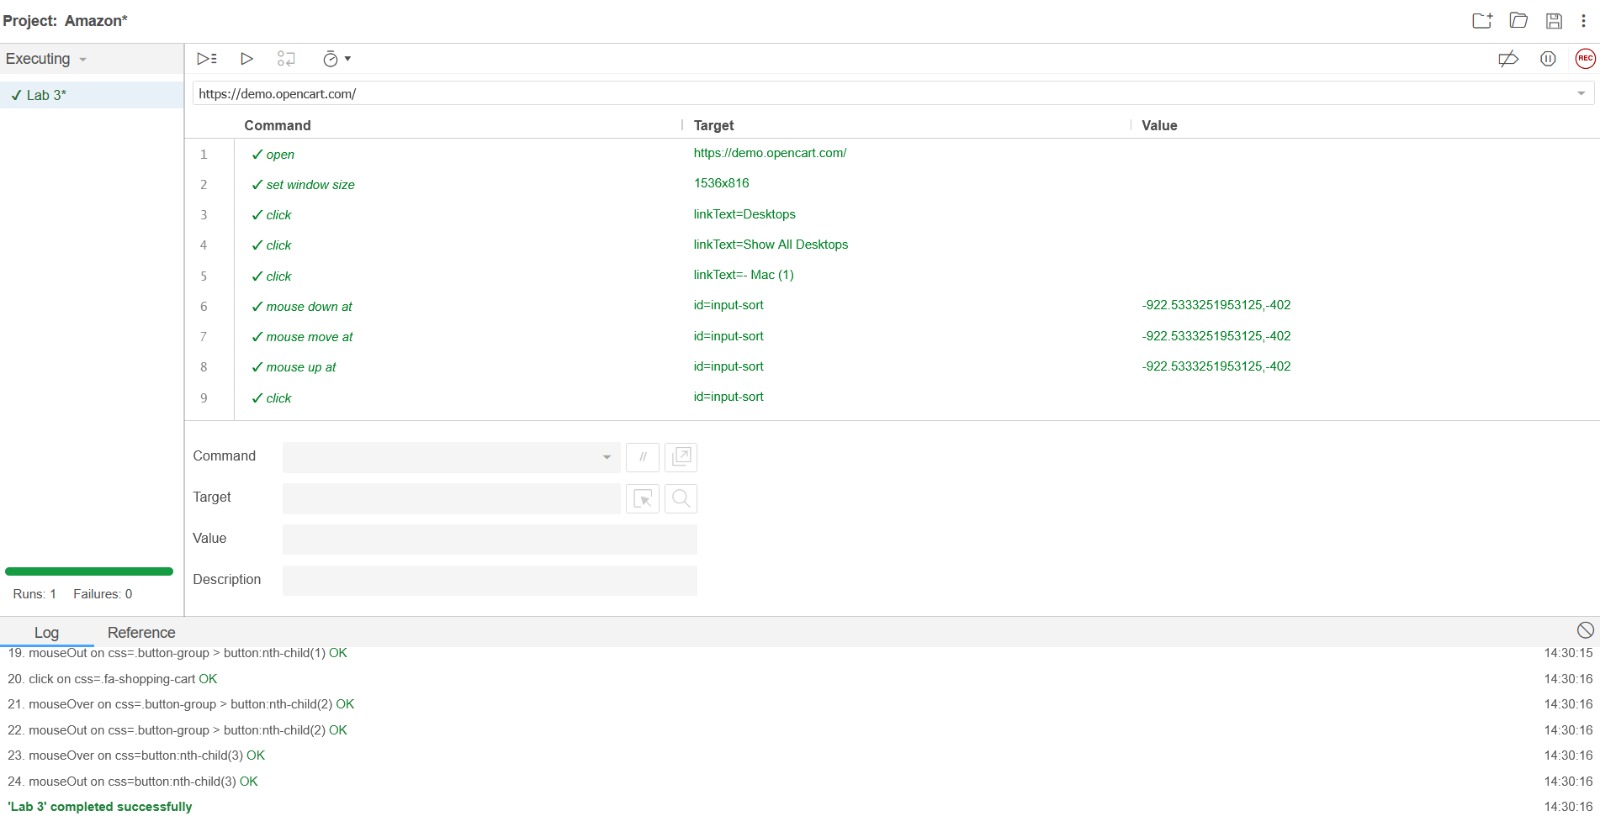 Project: Amazon*
Executing
✓ Lab 3*
REC
https://demo.opencart.com/
Command Target Value
1 ✓ open https://demo.opencart.com/
2 ✓ set window size 1536x816
3 ✓ click linkText=Desktops
4 ✓ click linkText=Show All Desktops
5 ✓ click linkText=- Mac (1)
6 ✓ mouse down at id=input-sort -922.5333251953125,-402
7 ✓ mouse move at id=input-sort -922.5333251953125,-402
8 ✓ mouse up at id=input-sort -922.5333251953125,-402
9 ✓ click id=input-sort
Command //
Target
Value
Description
Runs: 1 Failures: 0
Log Reference
19. mouseOut on css=.button-group > button:nth-child(1) OK 14:30:15
20. click on css=.fa-shopping-cart OK 14:30:16
21. mouseOver on css=.button-group > button:nth-child(2) OK 14:30:16
22. mouseOut on css=.button-group > button:nth-child(2) OK 14:30:16
23. mouseOver on css=button:nth-child(3) OK 14:30:16
24. mouseOut on css=button:nth-child(3) OK 14:30:16
'Lab 3' completed successfully 14:30:16